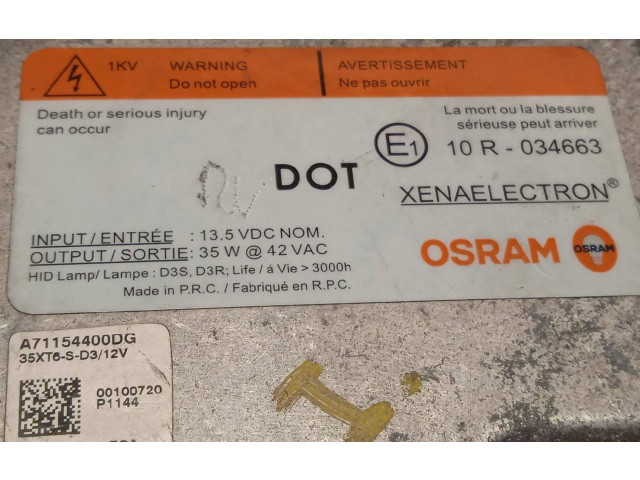 1KV
WARNING
Do not open
AVERTISSEMENT
Ne pas ouvrir
Death or serious injury
can occur
La mort ou la blessure
sérieuse peut arriver
E1
10 R - 034663
DOT
XENAELECTRON®
INPUT / ENTRÉE : 13.5 VDC NOM.
OUTPUT / SORTIE: 35 W @ 42 VAC
HID Lamp/ Lampe : D3S, D3R; Life / á Vie > 3000h
Made in P.R.C. / Fabriqué en R.P.C.
OSRAM
OSRAM
A71154400DG
35XT6-S-D3/12V
00100720
P1144